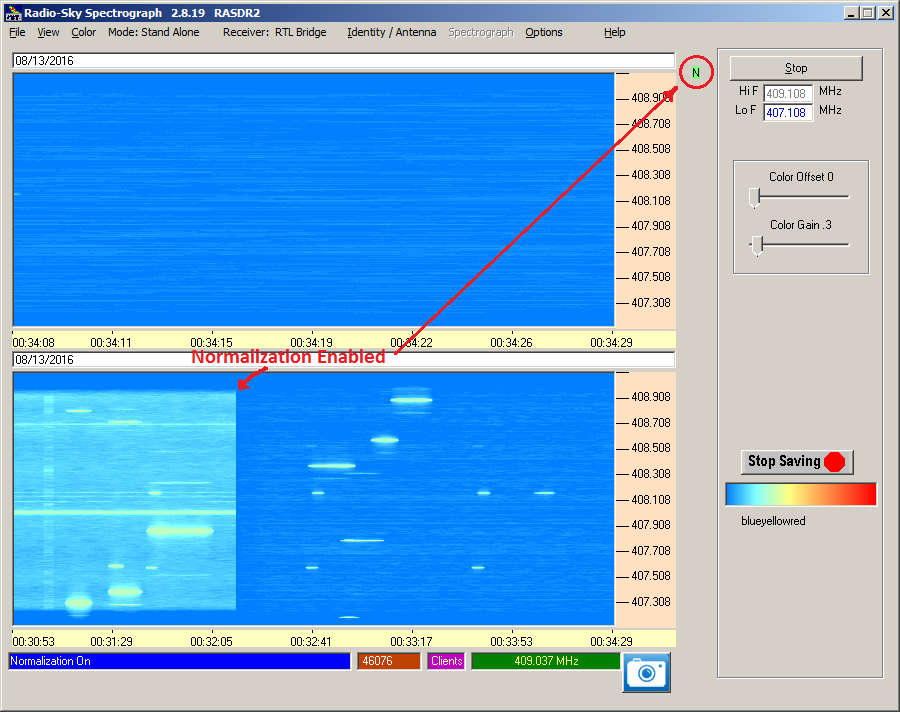 Radio-Sky Spectrograph 2.8.19 RASDR2
File View Color Mode: Stand Alone Receiver: RTL Bridge Identity / Antenna Spectrograph Options Help
08/13/2016
N
408.908
408.708
408.508
408.308
408.108
407.908
407.708
407.508
407.308
00:34:08 00:34:11 00:34:15 00:34:19 00:34:22 00:34:26 00:34:29
Normalization Enabled
08/13/2016
408.908
408.708
408.508
408.308
408.108
407.908
407.708
407.508
407.308
00:30:53 00:31:29 00:32:05 00:32:41 00:33:17 00:33:53 00:34:29
Normalization On 46076 Clients 409.037 MHz
Stop
Hi F 409.108 MHz
Lo F 407.108 MHz
Color Offset 0
Color Gain .3
Stop Saving
blueyellowred